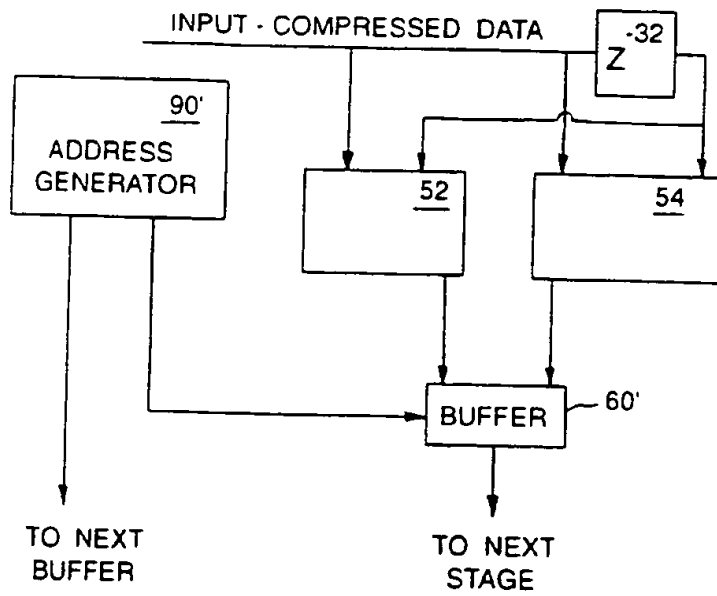 INPUT - COMPRESSED DATA
Z -32
90'
ADDRESS
GENERATOR
52
54
BUFFER
60'
TO NEXT
BUFFER
TO NEXT
STAGE